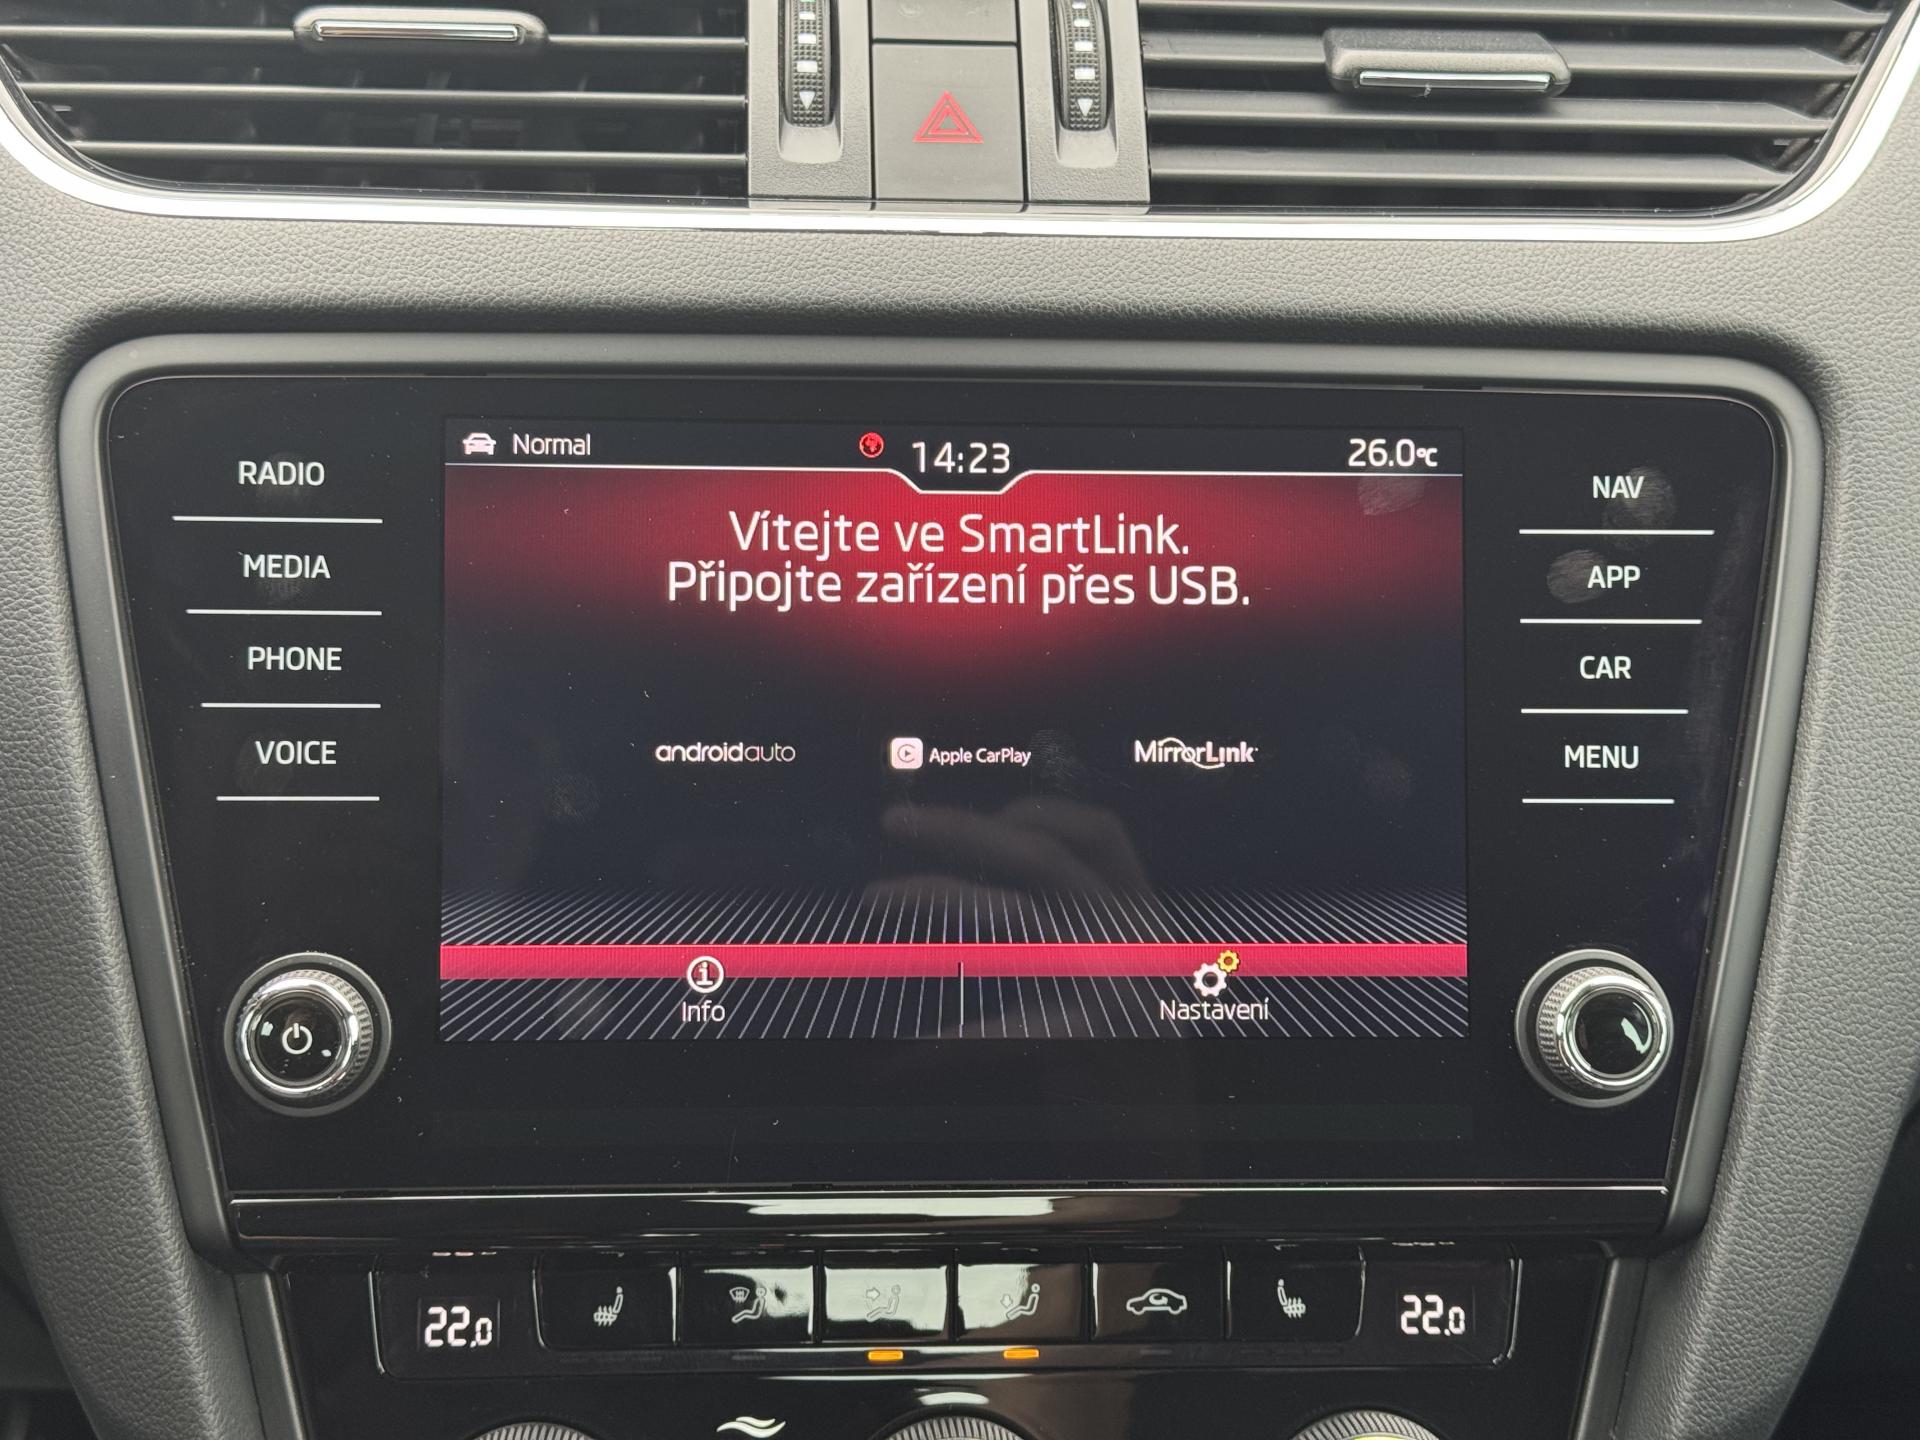 Normal
14:23
26.0°C
Vítejte ve SmartLink.
Připojte zařízení přes USB.
androidauto
Apple CarPlay
MirrorLink
Info
Nastavení
RADIO
MEDIA
PHONE
VOICE
NAV
APP
CAR
MENU
22,0
22,0